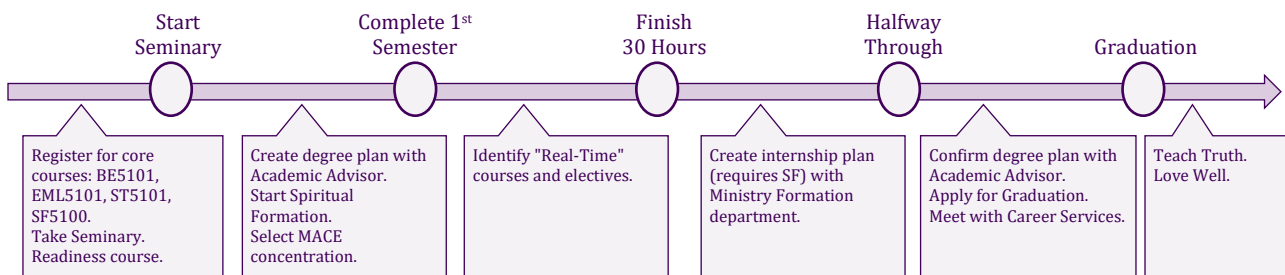 Start
Seminary
Complete 1st
Semester
Finish
30 Hours
Halfway
Through
Graduation
Register for core
courses: BE5101,
EML5101, ST5101,
SF5100.
Take Seminary.
Readiness course.
Create degree plan with
Academic Advisor.
Start Spiritual
Formation.
Select MACE
concentration.
Identify "Real-Time"
courses and electives.
Create internship plan
(requires SF) with
Ministry Formation
department.
Confirm degree plan with
Academic Advisor.
Apply for Graduation.
Meet with Career Services.
Teach Truth.
Love Well.